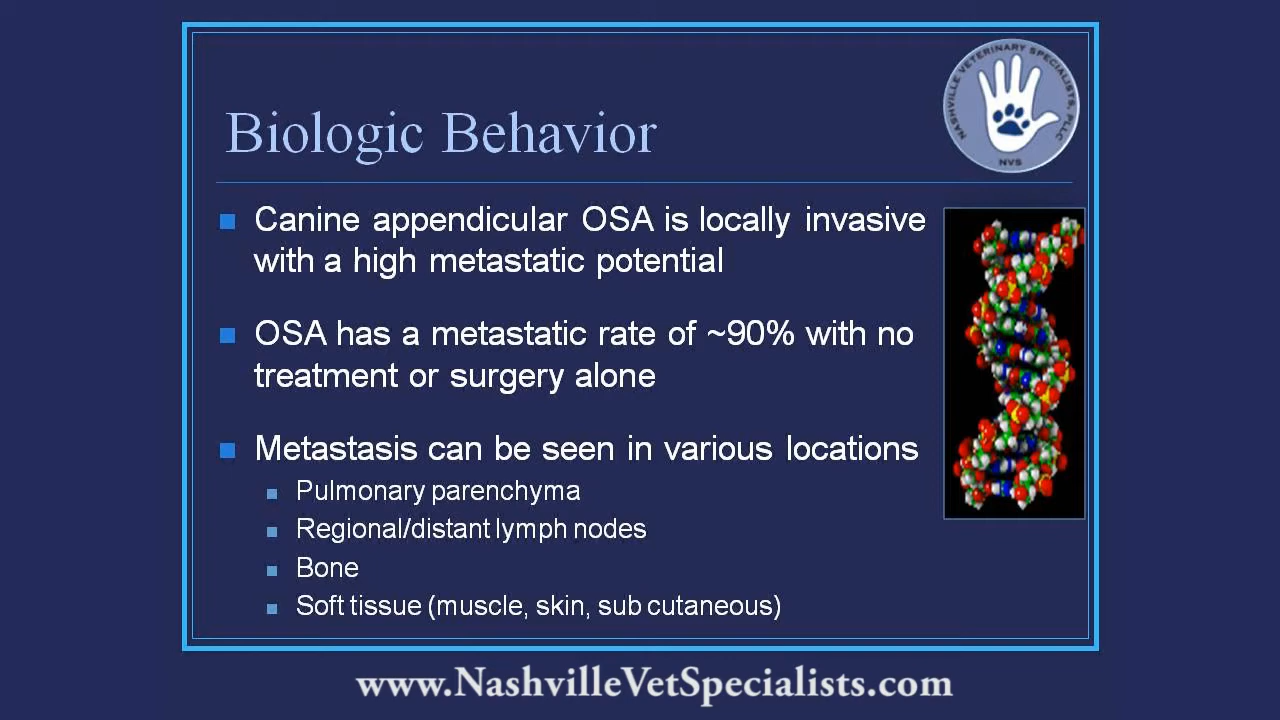 NASHVILLE VETERINARY SPECIALISTS, PLLC
NVS
Biologic Behavior
Canine appendicular OSA is locally invasive
with a high metastatic potential
OSA has a metastatic rate of ~90% with no
treatment or surgery alone
Metastasis can be seen in various locations
Pulmonary parenchyma
Regional/distant lymph nodes
Bone
Soft tissue (muscle, skin, sub cutaneous)
www.NashvilleVetSpecialists.com